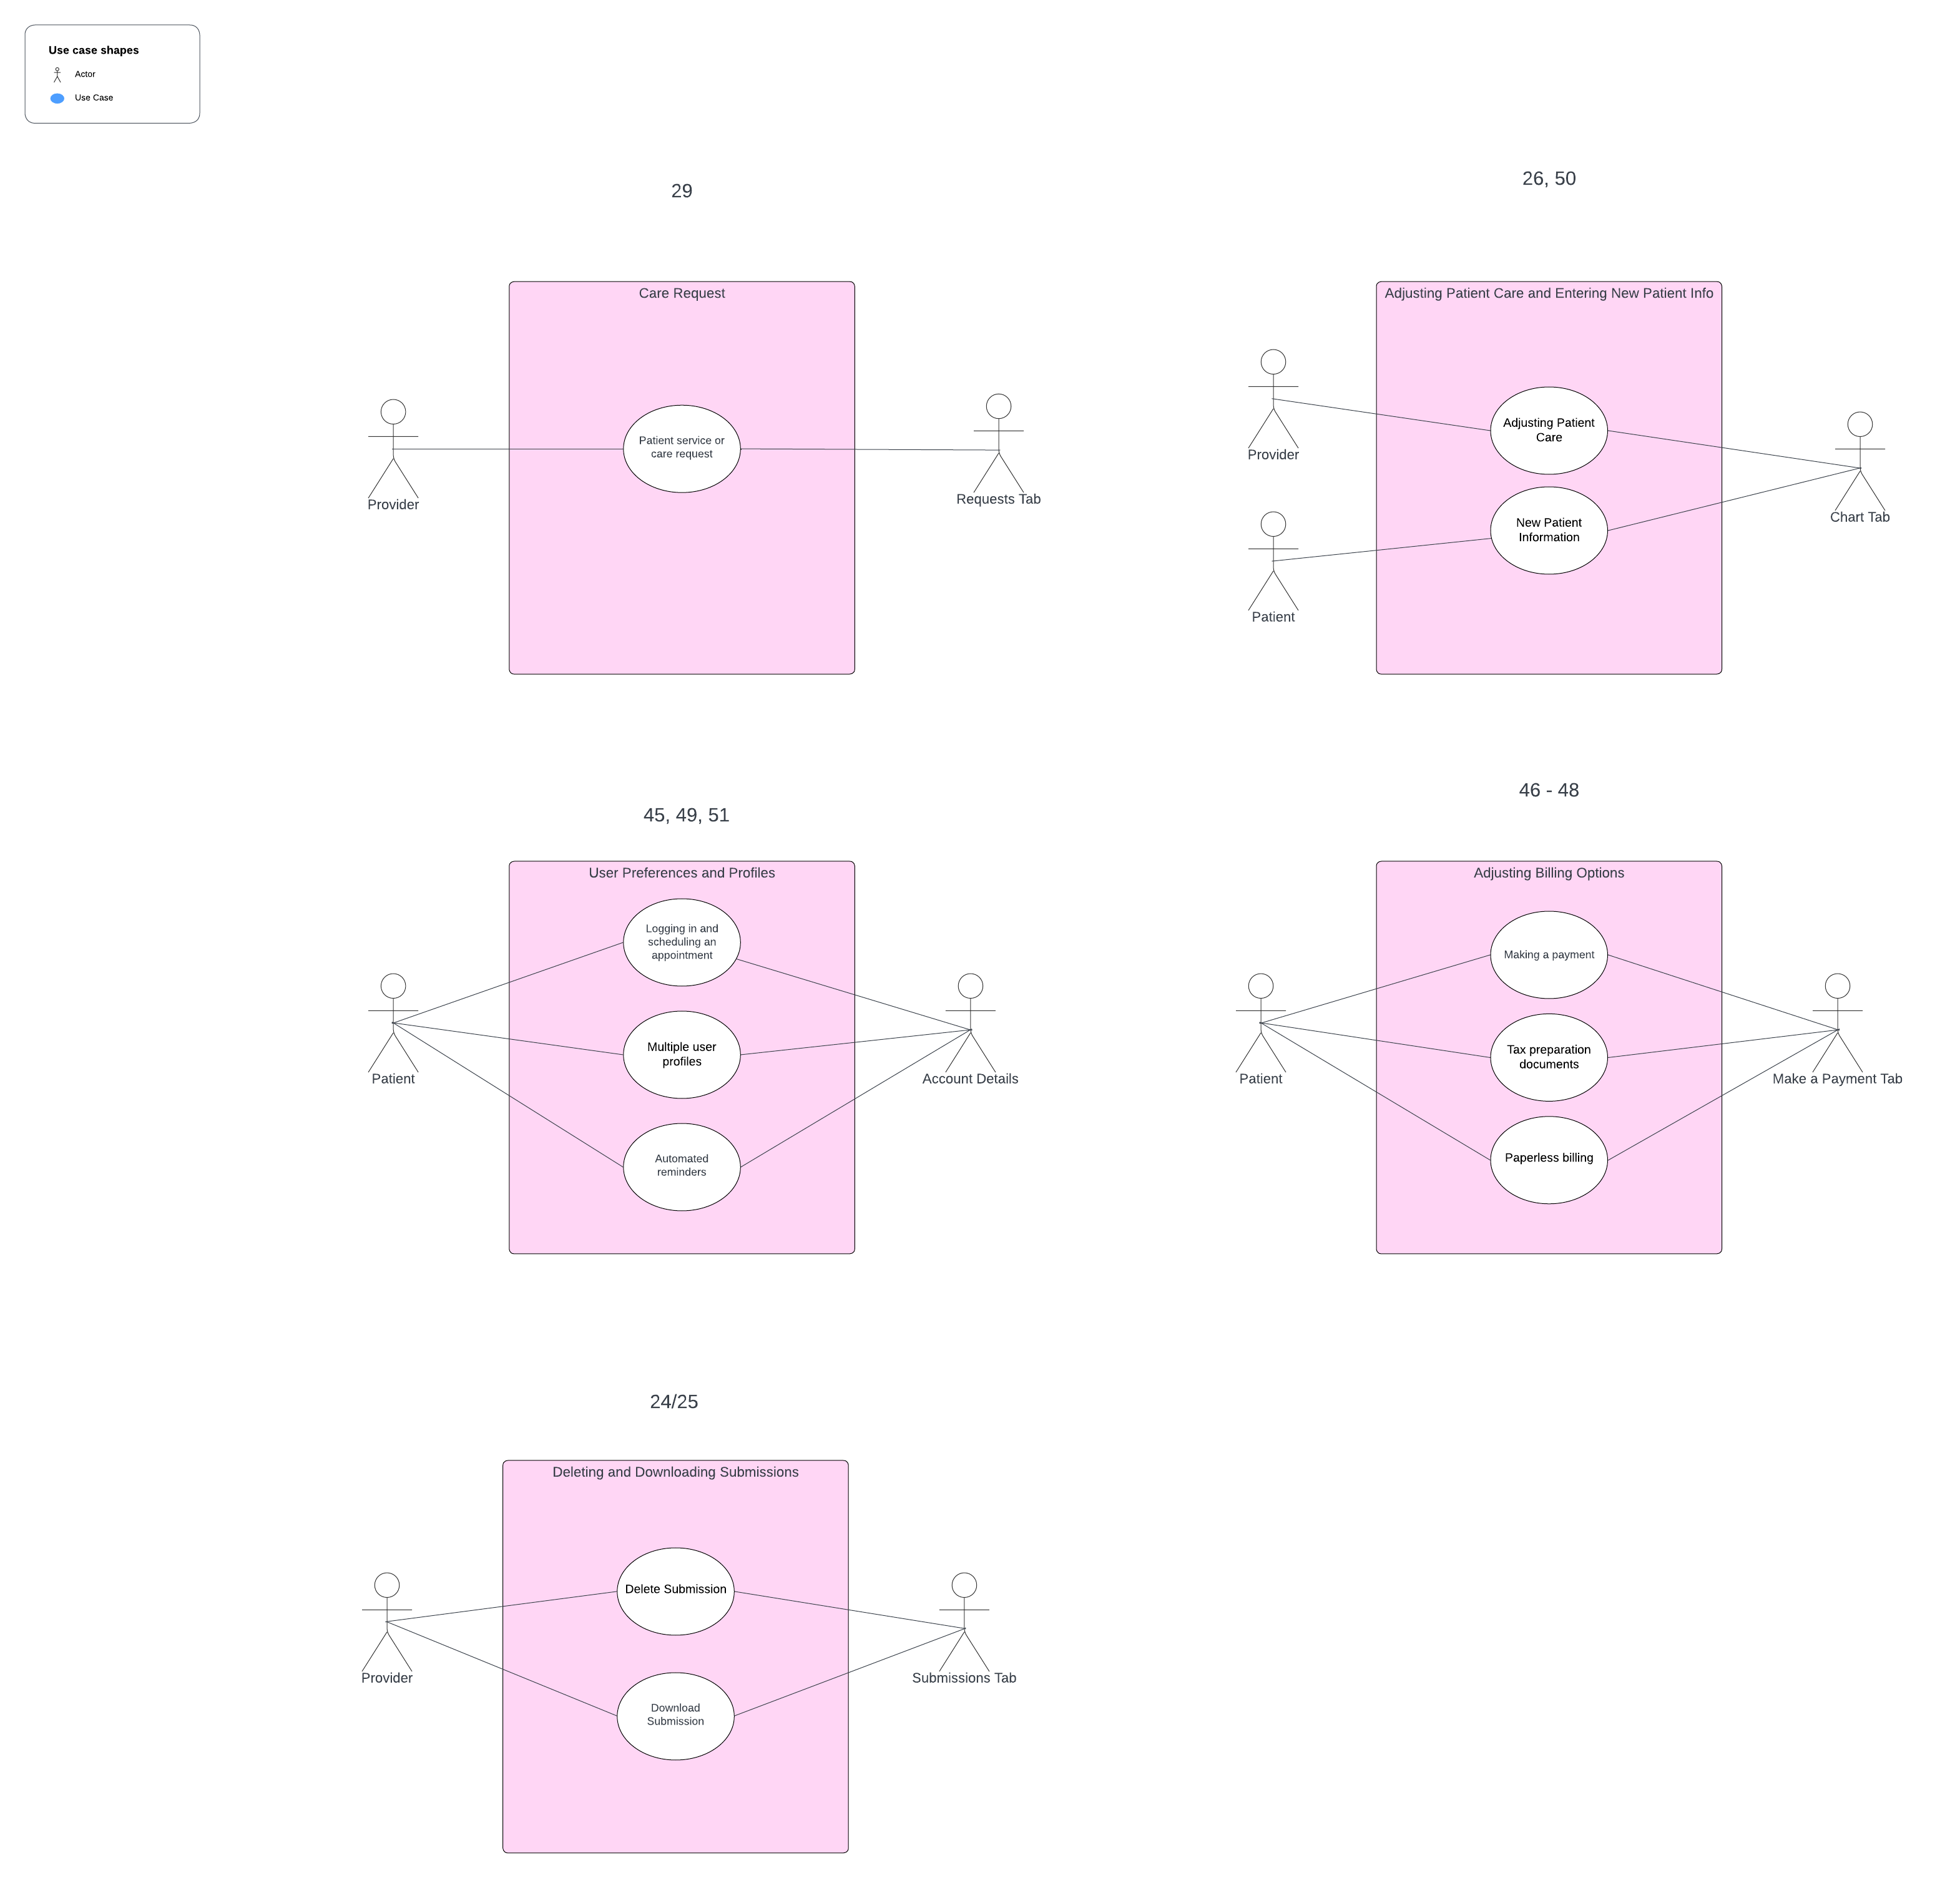 Use case shapes
Actor
Use Case
29
Care Request
Patient service or
care request
Provider
Requests Tab
26, 50
Adjusting Patient Care and Entering New Patient Info
Adjusting Patient
Care
Provider
New Patient
Information
Chart Tab
Patient
45, 49, 51
User Preferences and Profiles
Logging in and
scheduling an
appointment
Multiple user
profiles
Patient
Account Details
Automated
reminders
46 - 48
Adjusting Billing Options
Making a payment
Tax preparation
documents
Patient
Make a Payment Tab
Paperless billing
24/25
Deleting and Downloading Submissions
Delete Submission
Provider
Submissions Tab
Download
Submission